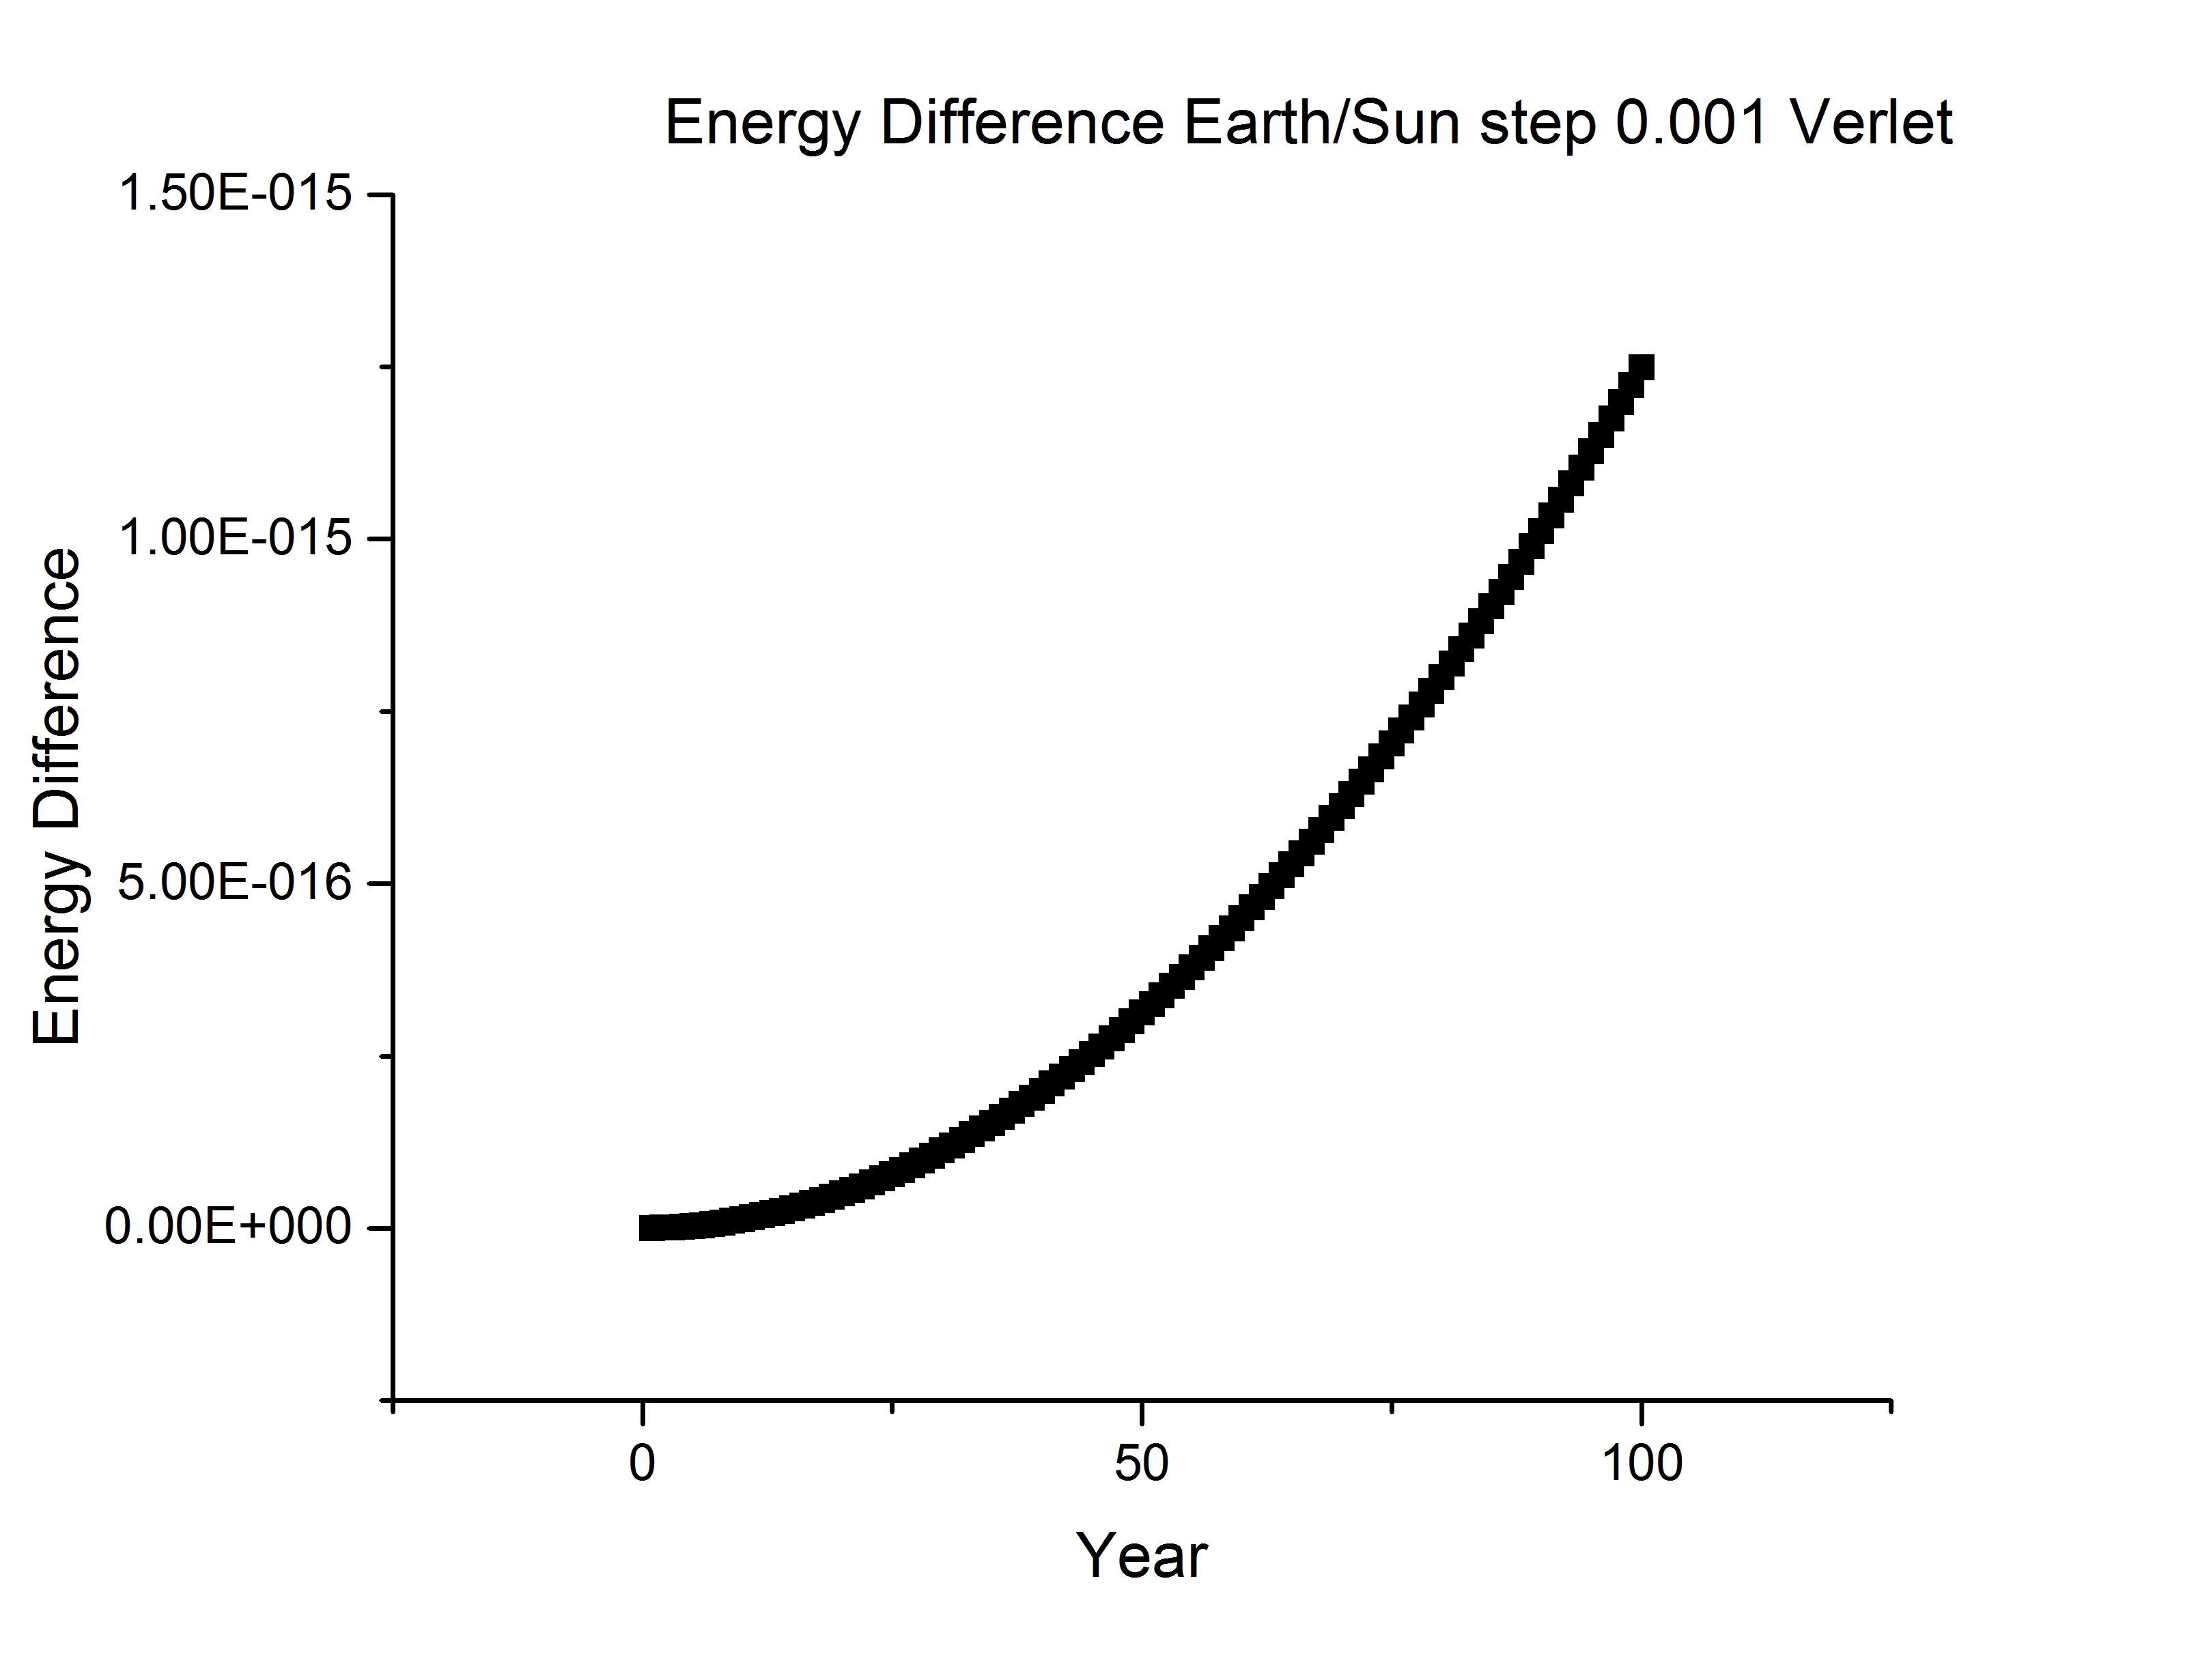 Energy Difference Earth/Sun step 0.001 Verlet
1.50E-015
1.00E-015
5.00E-016
0.00E+000
Energy Difference
0
50
100
Year